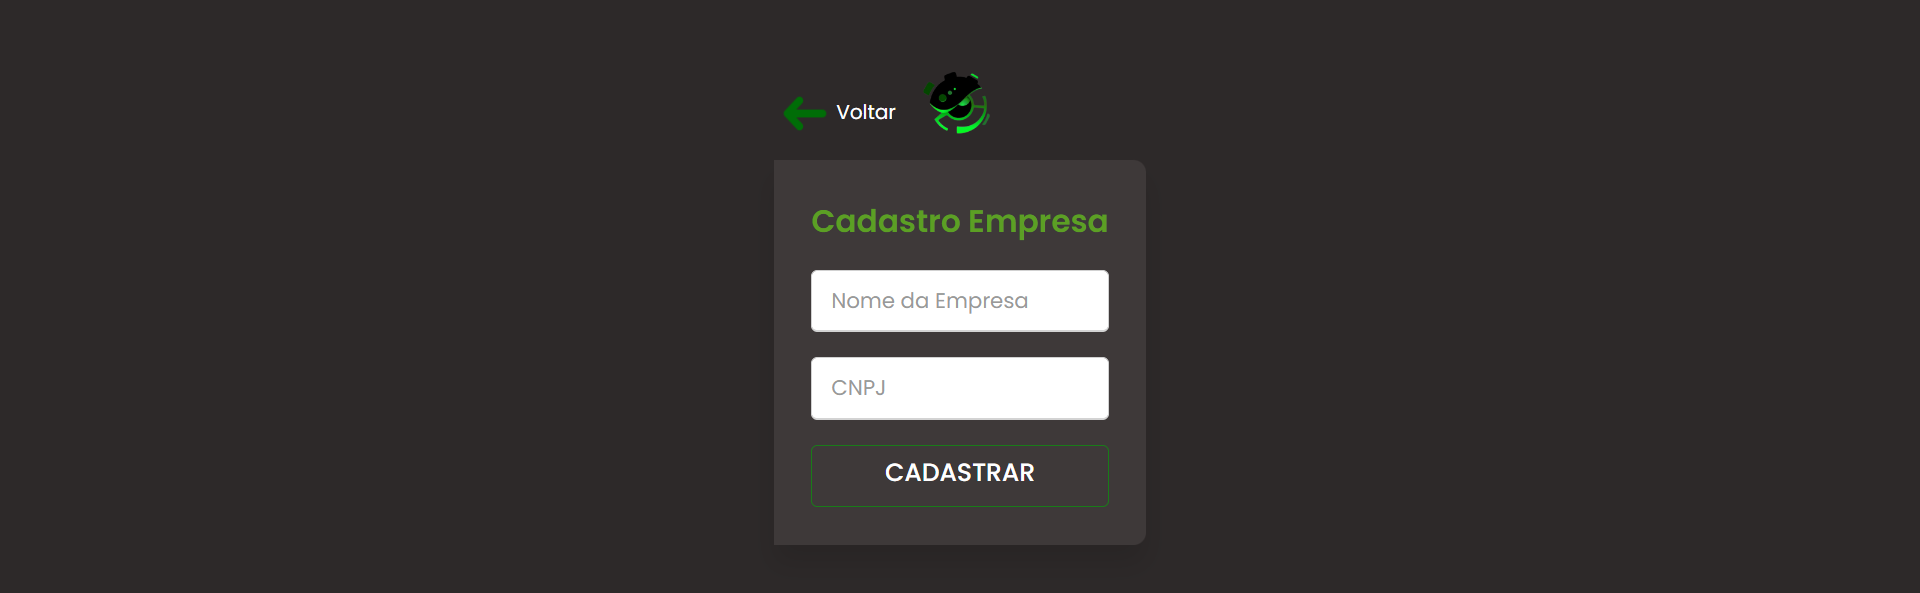 Voltar
Cadastro Empresa
Nome da Empresa
CNPJ
CADASTRAR